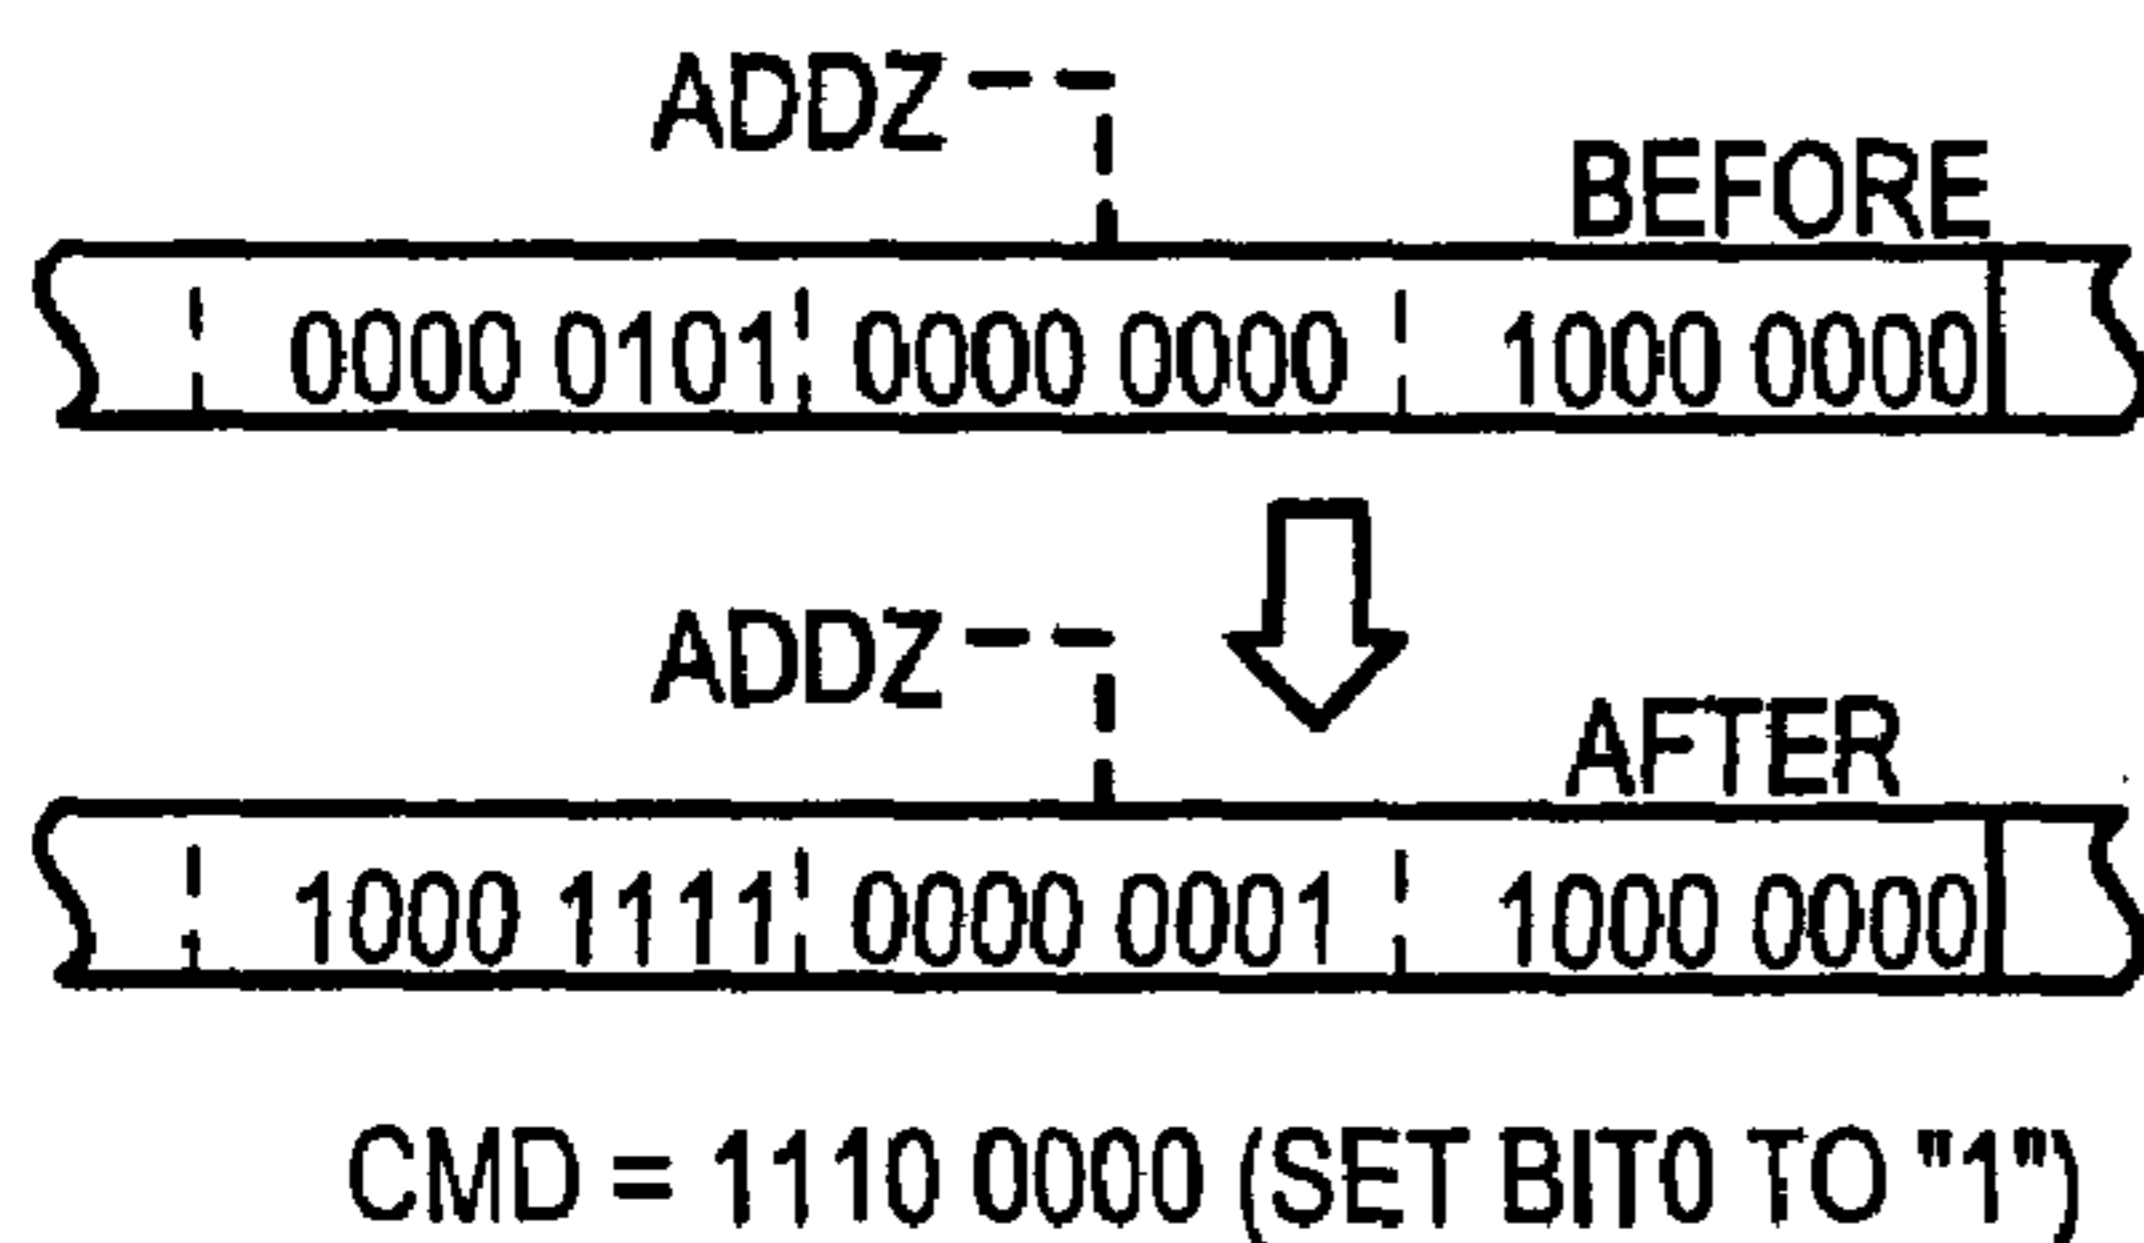 ADDZ
BEFORE
0000 0101 0000 0000 1000 0000
ADDZ
AFTER
1000 1111 0000 0001 1000 0000
CMD = 1110 0000 (SET BIT0 TO "1")